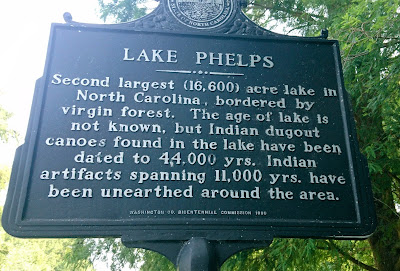 LAKE PHELPS
Second largest (16,600) acre lake in
North Carolina, bordered by
virgin forest. The age of lake is
not known, but Indian dugout
canoes found in the lake have been
dated to 4,4,000 yrs. Indian
artifacts spanning 11,000 yrs. have
been unearthed around the area.
WASHINGTON CO. BICENTENNIAL COMMISSION